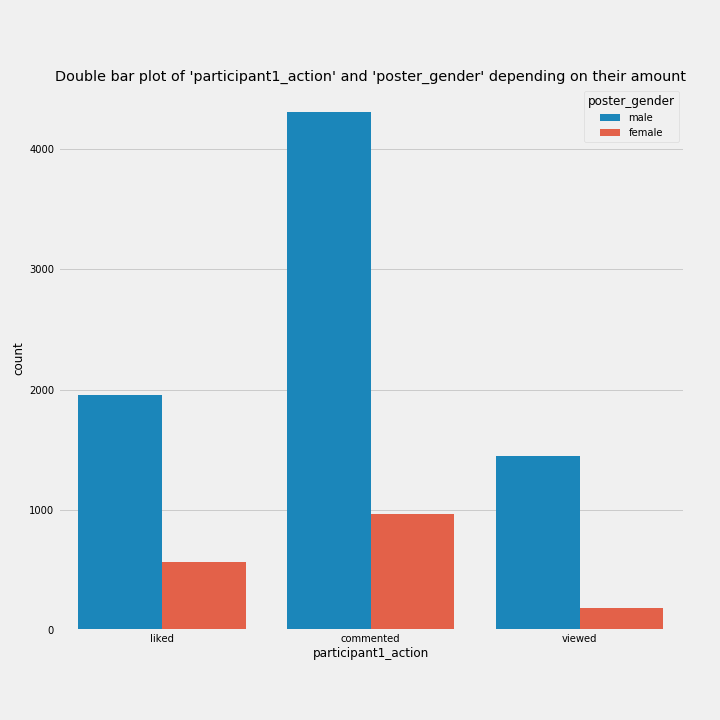 Double bar plot of 'participant1_action' and 'poster_gender' depending on their amount
poster_gender
male
female
4000
3000
2000
1000
0
count
liked
commented
viewed
participant1_action